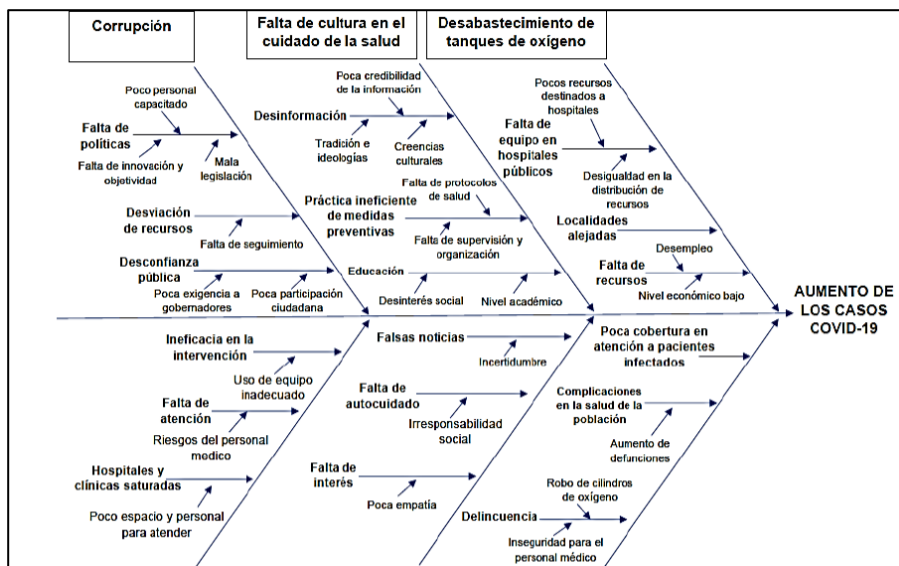 Corrupción
Falta de cultura en el
cuidado de la salud
Desabastecimiento de
tanques de oxígeno
Poco personal
capacitado
Falta de
políticas
Falta de innovación y
objetividad
Mala
legislación
Desviación
de recursos
Falta de seguimiento
Desconfianza
pública
Poca exigencia a
gobernadores
Poca participación
ciudadana
Poca credibilidad
de la información
Desinformación
Tradición e
ideologías
Creencias
culturales
Falta de protocolos
de salud
Práctica ineficiente
de medidas
preventivas
Falta de supervisión y
organización
Educación
Desinterés social
Nivel académico
Pocos recursos
destinados a
hospitales
Falta de
equipo en
hospitales
públicos
Desigualdad en la
distribución de
recursos
Localidades
alejadas
Desempleo
Falta de
recursos
Nivel económico bajo
AUMENTO DE
LOS CASOS
COVID-19
Ineficacia en la
intervención
Uso de equipo
inadecuado
Falta de
atención
Riesgos del personal
medico
Hospitales y
clínicas saturadas
Poco espacio y personal
para atender
Falsas noticias
Incertidumbre
Falta de
autocuidado
Irresponsabilidad
social
Falta de
interés
Poca empatía
Poca cobertura en
atención a pacientes
infectados
Complicaciones
en la salud de la
población
Aumento de
defunciones
Robo de cilindros
de oxígeno
Delincuencia
Inseguridad para el
personal médico